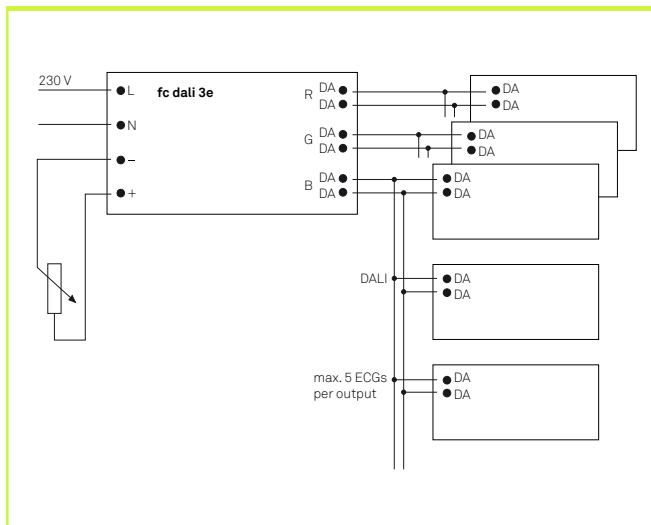 230 V
L
fc dali 3e
N
–
+
R DA
DA
G DA
DA
B DA
DA
DA
DA
DA
DA
DA
DA
DALI
DA
DA
max. 5 ECGs
per output
DA
DA